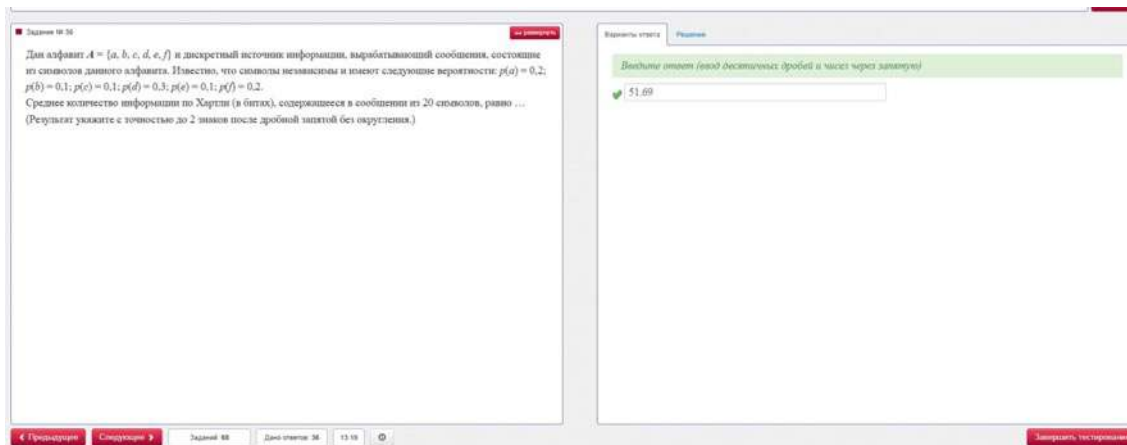 Задание № 36
развернуть
Дан алфавит A = {a, b, c, d, e, f} и дискретный источник информации, вырабатывающий сообщения, состоящие
из символов данного алфавита. Известно, что символы независимы и имеют следующие вероятности: p(a) = 0,2;
p(b) = 0,1; p(c) = 0,1; p(d) = 0,3; p(e) = 0,1; p(f) = 0,2.
Среднее количество информации по Хартли (в битах), содержащееся в сообщении из 20 символов, равно …
(Результат укажите с точностью до 2 знаков после дробной запятой без округления.)
Варианты ответа Решение
Введите ответ (ввод десятичных дробей и чисел через запятую)
51.69
Предыдущее Следующее Заданий 88 Дано ответов 36 13:19
Завершить тестирование